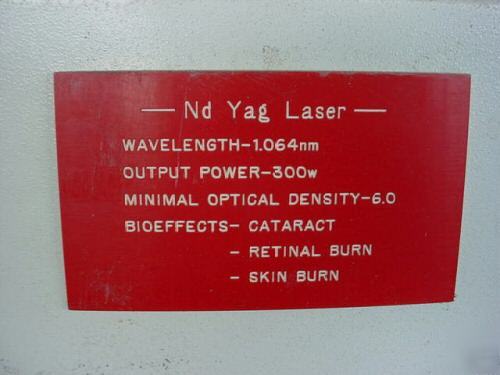 — Nd Yag Laser —
WAVELENGTH-1.064nm
OUTPUT POWER-300w
MINIMAL OPTICAL DENSITY-6.0
BIOEFFECTS- CATARACT
- RETINAL BURN
- SKIN BURN